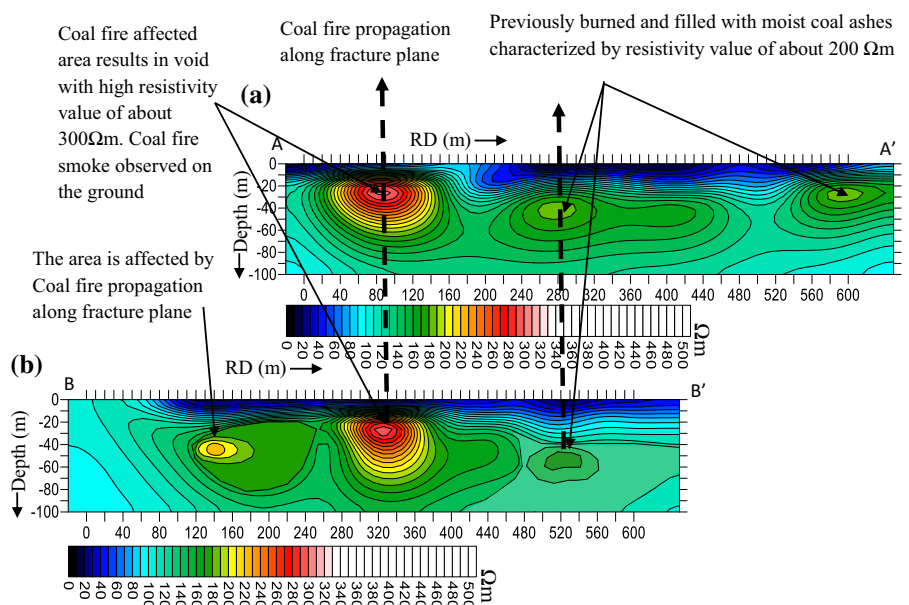 Coal fire affected
area results in void
with high resistivity
value of about
300Ωm. Coal fire
smoke observed on
the ground
Coal fire propagation
along fracture plane
Previously burned and filled with moist coal ashes
characterized by resistivity value of about 200 Ωm
(a)
A RD (m) A'
0
-20
-40
-60
-80
-100
Depth (m)
0 40 80 120 160 200 240 280 320 360 400 440 480 520 560 600
0 20 40 60 80 100 120 140 160 180 200 220 240 260 280 300 320 340 360 380 400 420 440 460 480 500 Ωm
The area is affected by
Coal fire propagation
along fracture plane
(b)
B RD (m) B'
0
-20
-40
-60
-80
-100
Depth (m)
0 40 80 120 160 200 240 280 320 360 400 440 480 520 560 600
0 20 40 60 80 100 120 140 160 180 200 220 240 260 280 300 320 340 360 380 400 420 440 460 480 500 Ωm